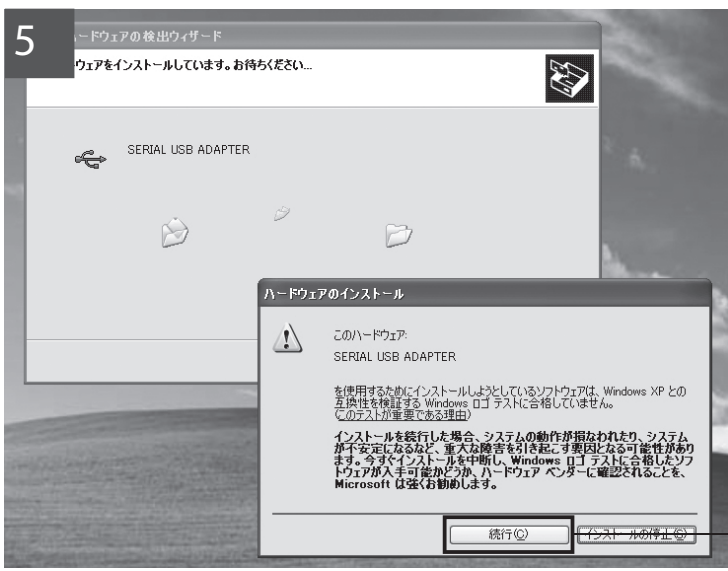 5
ードウェアの検出ウィザード
ウェアをインストールしています。お待ちください...
SERIAL USB ADAPTER
ハードウェアのインストール
このハードウェア:
SERIAL USB ADAPTER
を使用するためにインストールしようとしているソフトウェアは、Windows XP との
互換性を検証する Windows ロゴ テストに合格していません。
(このテストが重要である理由)
インストールを続行した場合、システムの動作が損なわれたり、システム
が不安定になるなど、重大な障害を引き起こす要因となる可能性があり
ます。今すぐインストールを中断し、Windows ロゴ テストに合格したソフ
トウェアが入手可能かどうか、ハードウェア ベンダーに確認されることを、
Microsoft は強くお勧めします。
続行(C)
インストールの停止(S)